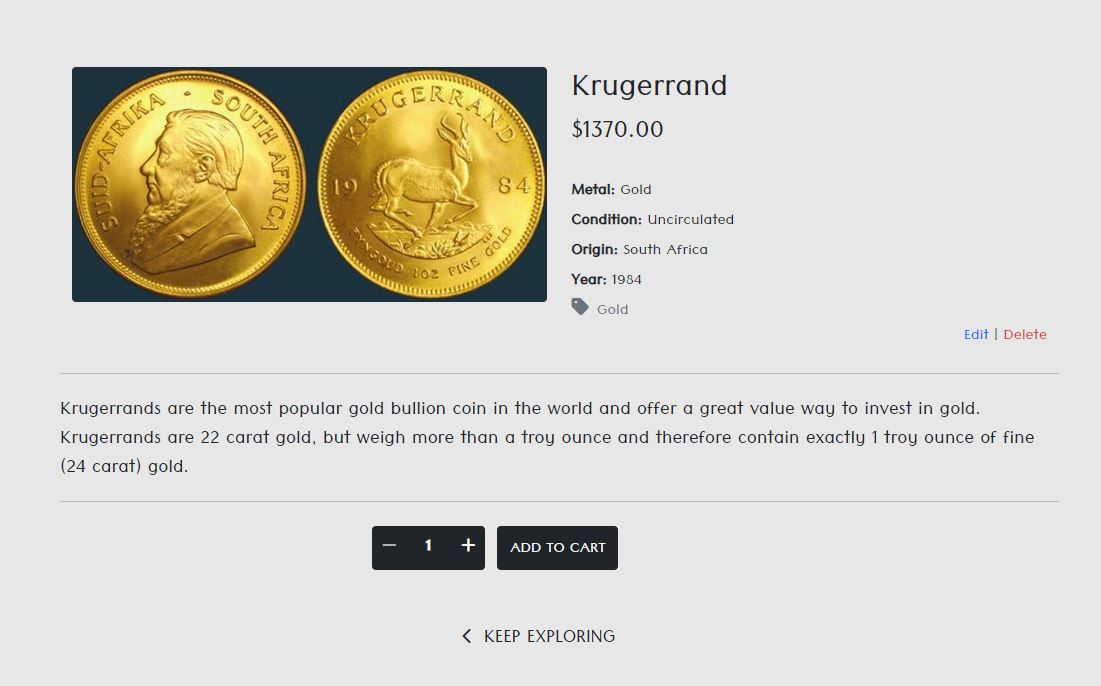 SUID-AFRIKA · SOUTH AFRICA
KRUGERRAND
19 84
FYNGOUD 1OZ FINE GOLD
Krugerrand
$1370.00
Metal: Gold
Condition: Uncirculated
Origin: South Africa
Year: 1984
Gold
Edit | Delete
Krugerrands are the most popular gold bullion coin in the world and offer a great value way to invest in gold.
Krugerrands are 22 carat gold, but weigh more than a troy ounce and therefore contain exactly 1 troy ounce of fine
(24 carat) gold.
− 1 + ADD TO CART
< KEEP EXPLORING